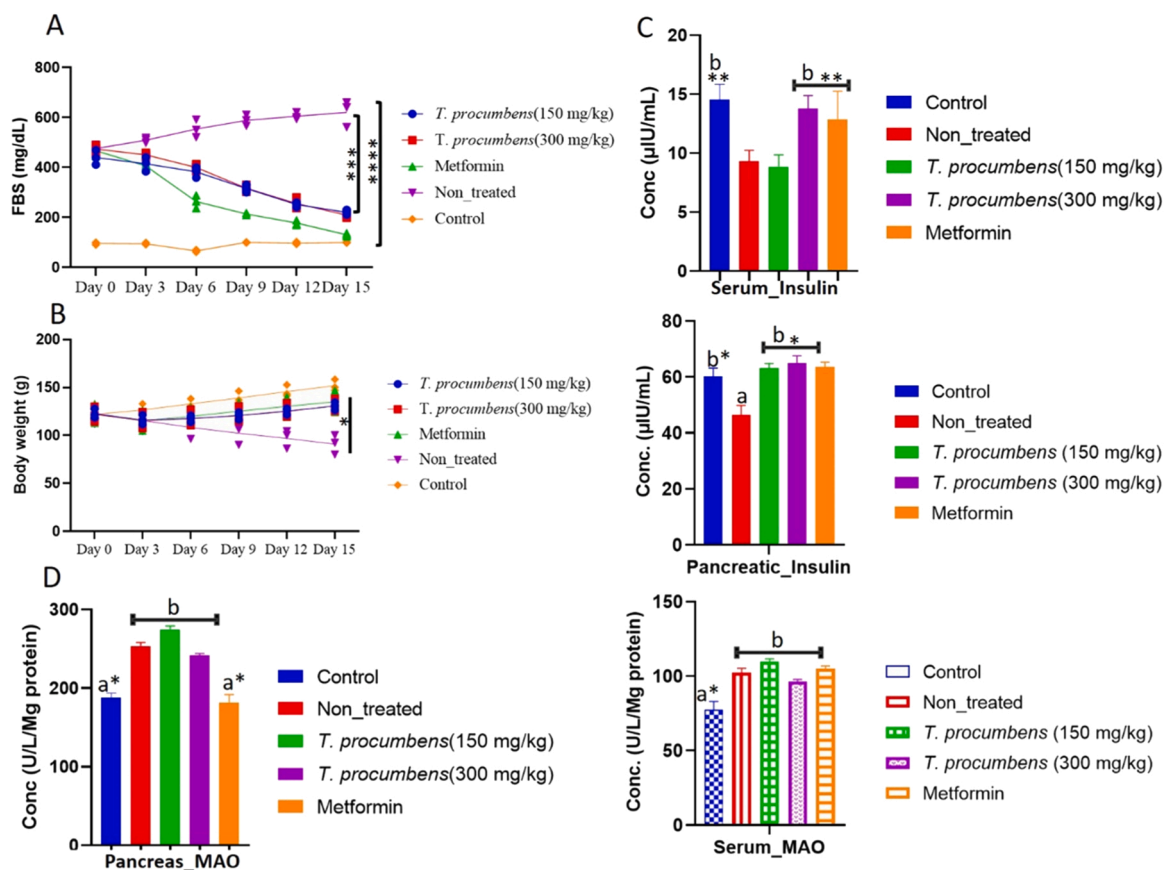 A
800
600
400
200
0
FBS (mg/dL)
Day 0 Day 3 Day 6 Day 9 Day 12 Day 15
***
****
T. procumbens(150 mg/kg)
T. procumbens(300 mg/kg)
Metformin
Non_treated
Control
B
200
150
100
50
0
Body weight (g)
Day 0 Day 3 Day 6 Day 9 Day 12 Day 15
*
T. procumbens(150 mg/kg)
T. procumbens(300 mg/kg)
Metformin
Non_treated
Control
C
20
15
10
5
0
Conc (µIU/mL)
b
**
b **
Serum_Insulin
Control
Non_treated
T. procumbens(150 mg/kg)
T. procumbens(300 mg/kg)
Metformin
80
60
40
20
0
Conc. (µIU/mL)
b*
a
b *
Pancreatic_Insulin
Control
Non_treated
T. procumbens (150 mg/kg)
T. procumbens (300 mg/kg)
Metformin
D
300
200
100
0
Conc (U/L/Mg protein)
a*
b
a*
Pancreas_MAO
Control
Non_treated
T. procumbens(150 mg/kg)
T. procumbens(300 mg/kg)
Metformin
150
100
50
0
Conc. (U/L/Mg protein)
a*
b
Serum_MAO
Control
Non_treated
T. procumbens (150 mg/kg)
T. procumbens (300 mg/kg)
Metformin